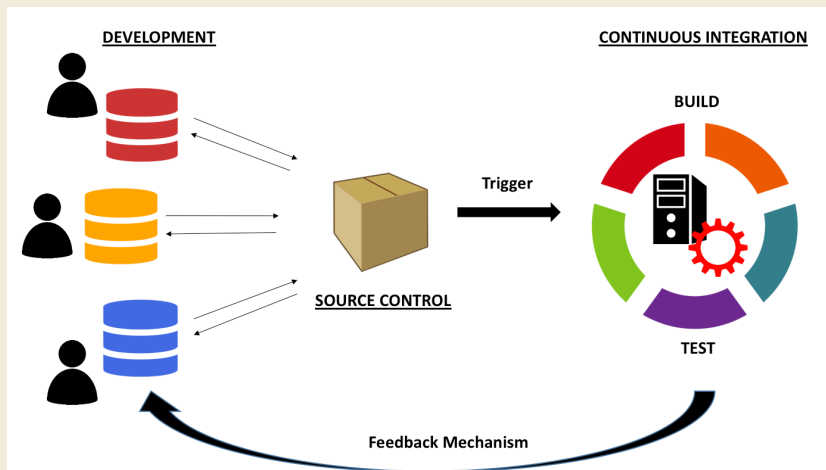 DEVELOPMENT
CONTINUOUS INTEGRATION
BUILD
Trigger
SOURCE CONTROL
TEST
Feedback Mechanism